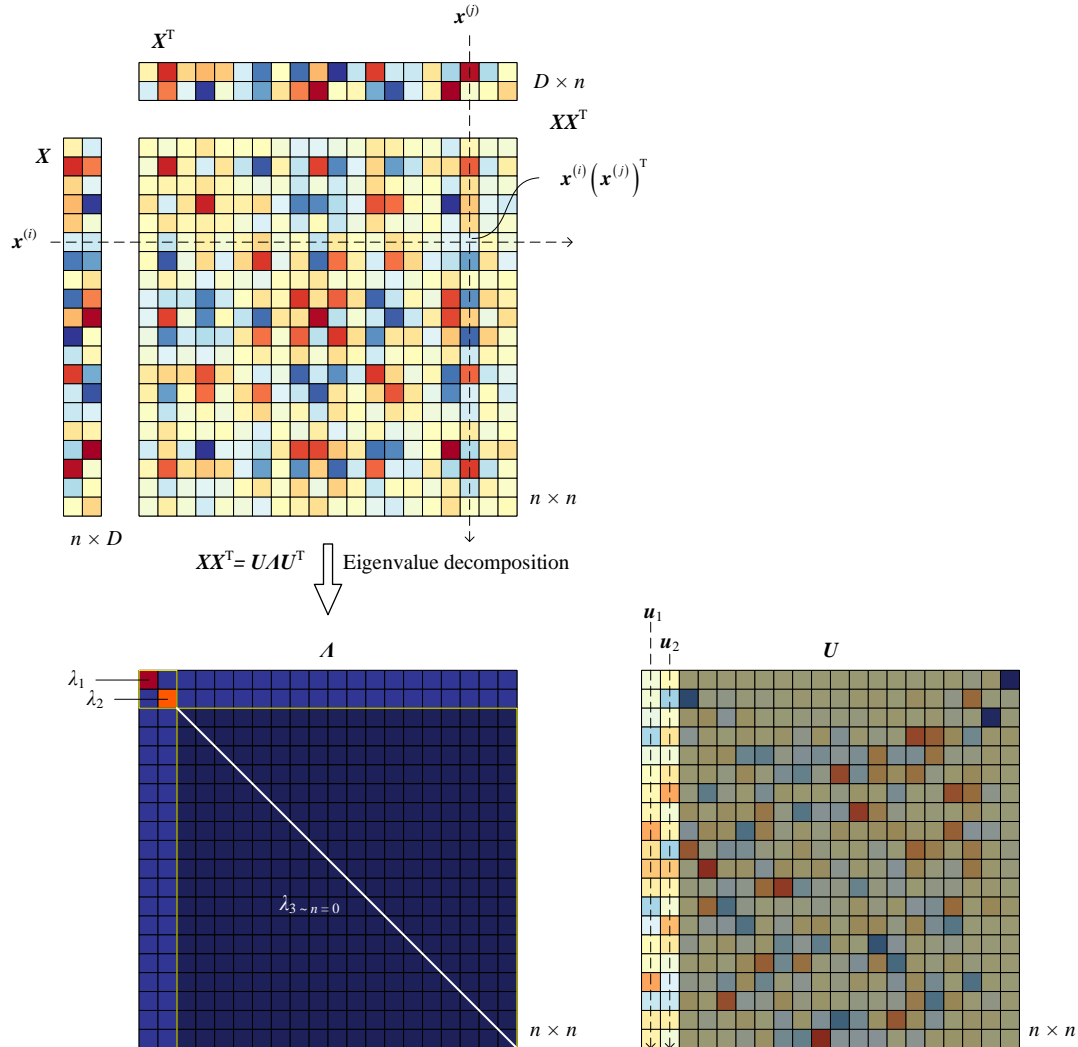 x^(j)
X^T
D × n
XX^T
X
x^(i)(x^(j))^T
x^(i)
n × n
n × D
XX^T= UΛU^T
Eigenvalue decomposition
u_1
u_2
Λ
U
λ_1
λ_2
λ_3 ~ n = 0
n × n
n × n